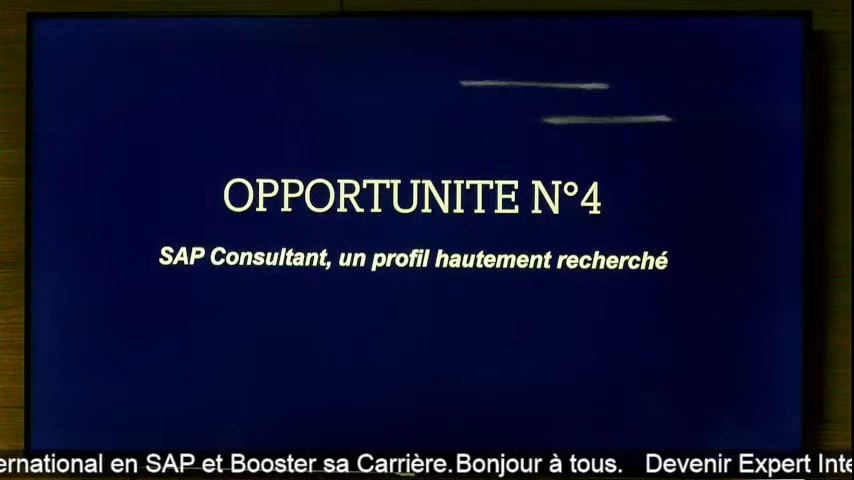 OPPORTUNITE N°4
SAP Consultant, un profil hautement recherché
ernational en SAP et Booster sa Carrière. Bonjour à tous. Devenir Expert Inte